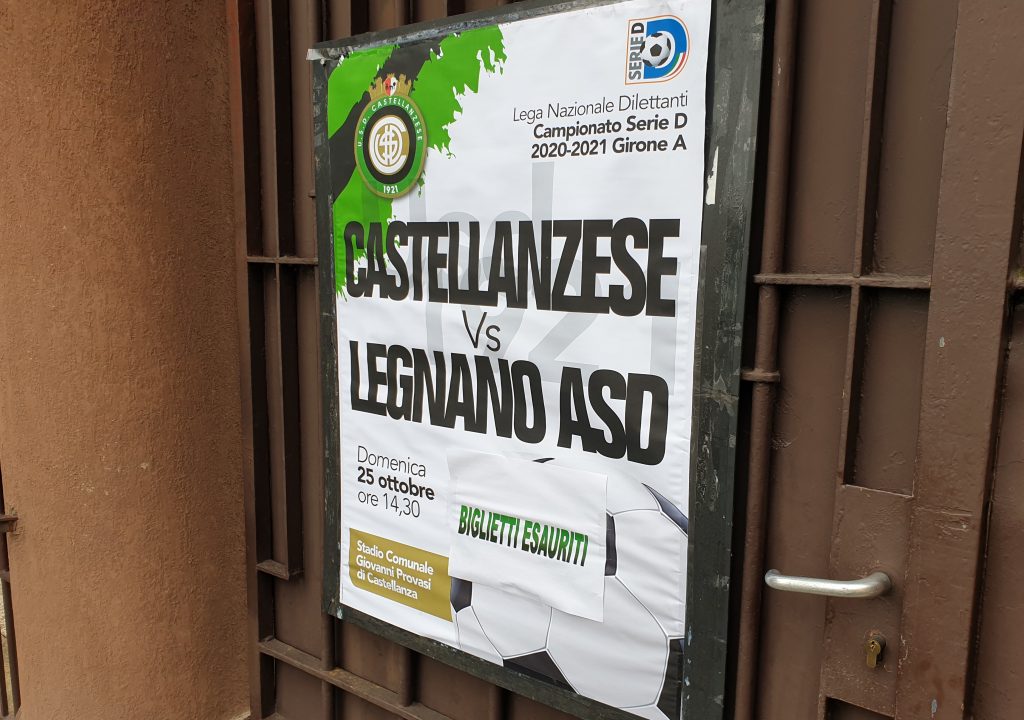 SERIE D
Lega Nazionale Dilettanti
Campionato Serie D
2020-2021 Girone A
U.S.D. CASTELLANZESE
1921
CASTELLANZESE
Vs
LEGNANO ASD
Domenica
25 ottobre
ore 14,30
BIGLIETTI ESAURITI
Stadio Comunale
Giovanni Provasi
di Castellanza